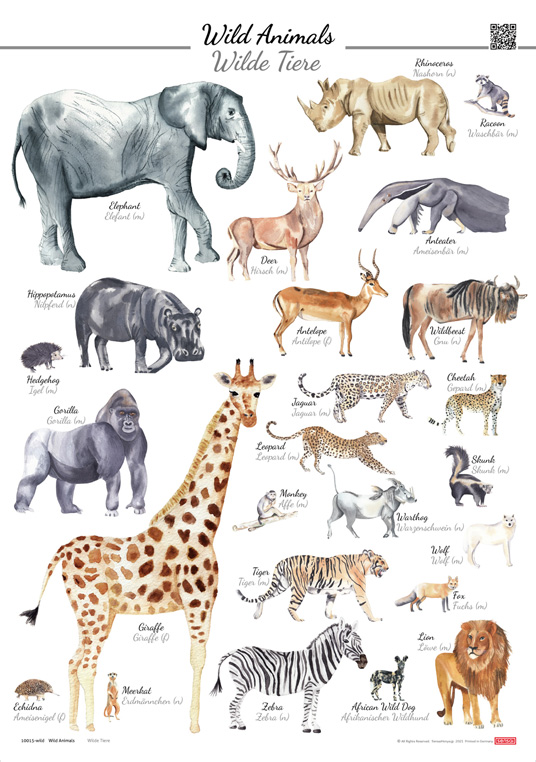 Wild Animals
Wilde Tiere
Rhinoceros
Nashorn (n)
Racoon
Waschbär (m)
Elephant
Elefant (m)
Deer
Hirsch (m)
Anteater
Ameisenbär (m)
Hippopotamus
Nilpferd (n)
Antelope
Antilope (f)
Wildbeest
Gnu (n)
Hedgehog
Igel (m)
Jaguar
Jaguar (m)
Cheetah
Gepard (m)
Gorilla
Gorilla (m)
Leopard
Leopard (m)
Skunk
Skunk (m)
Monkey
Affe (m)
Warthog
Warzenschwein (n)
Wolf
Wolf (m)
Tiger
Tiger (m)
Fox
Fuchs (m)
Giraffe
Giraffe (f)
Lion
Löwe (m)
Echidna
Ameisenigel (f)
Meerkat
Erdmännchen (n)
Zebra
Zebra (n)
African Wild Dog
Afrikanischer Wildhund
10015-wild Wild Animals Wilde Tiere